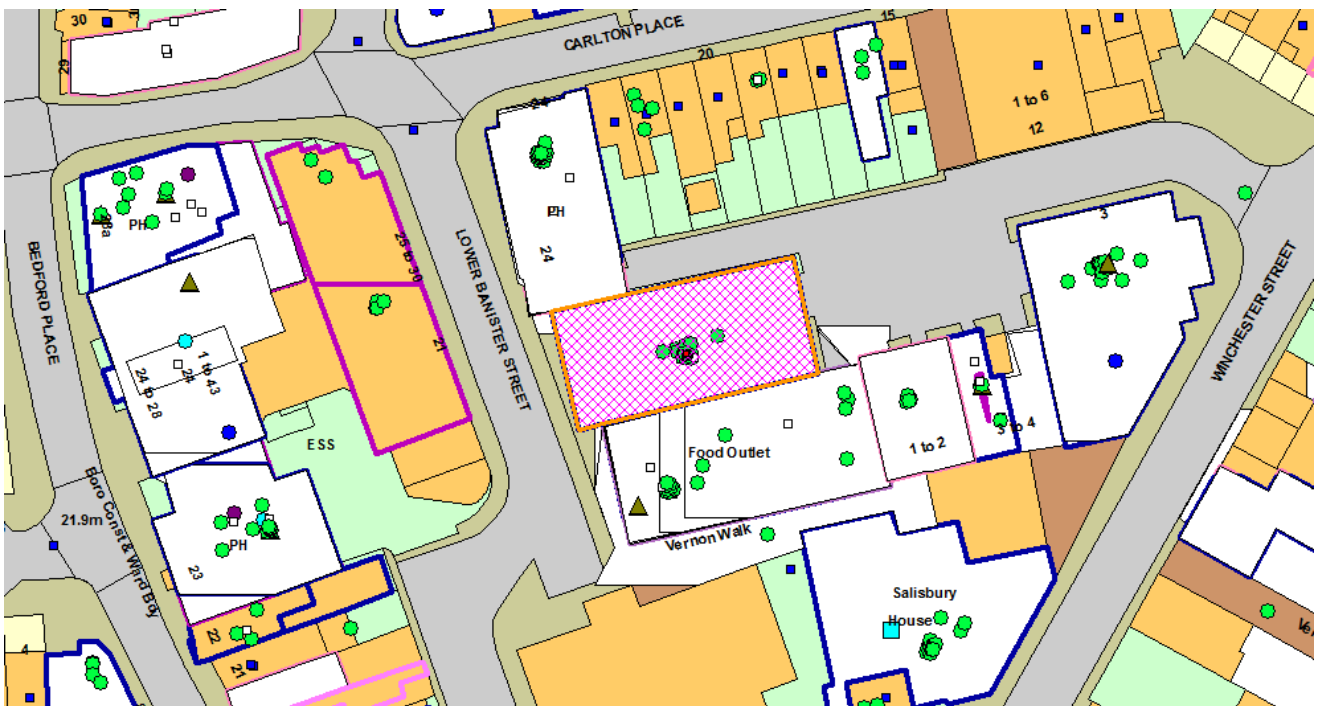 30
29
CARLTON PLACE
15
20
24
1 to 6
12
PH
28a
PH
24
25 to 30
3
BEDFORD PLACE
LOWER BANISTER STREET
WINCHESTER STREET
1 to 43
24
24 to 28
21
ESS
Food Outlet
1 to 2
3 to 4
Boro Const & Ward Bdy
21.9m
Vernon Walk
PH
23
Salisbury
House
22
21
4